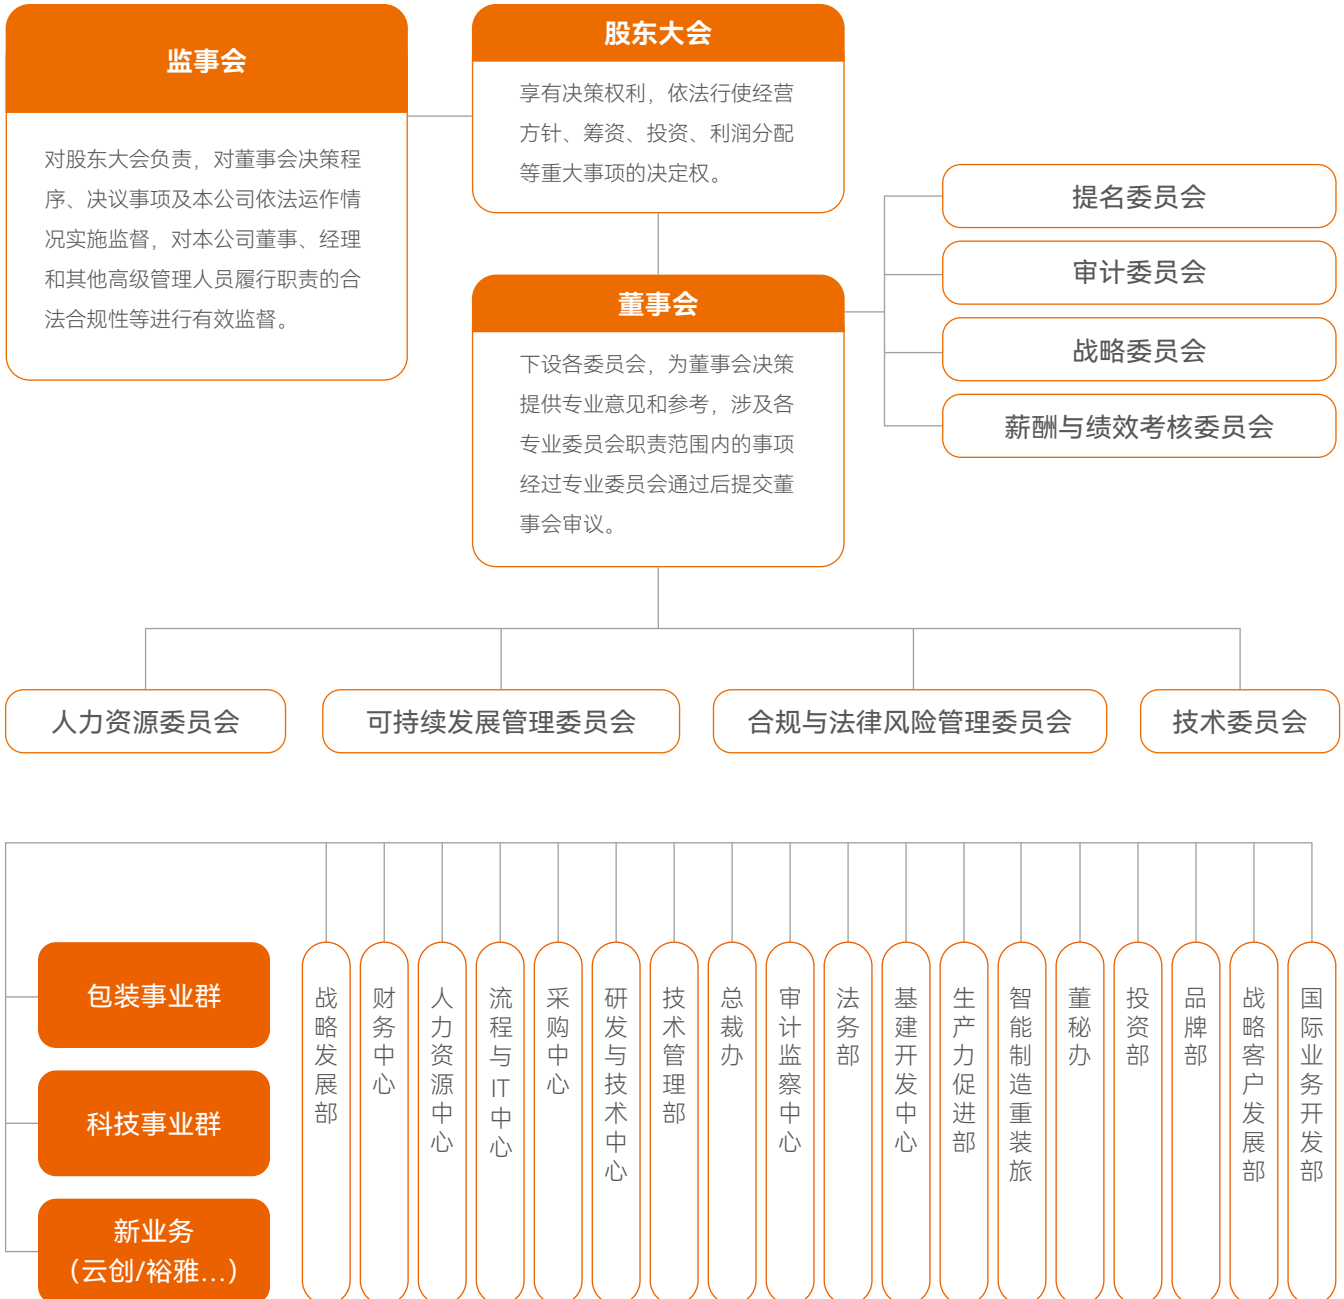 监事会
对股东大会负责，对董事会决策程
序、决议事项及本公司依法运作情
况实施监督，对本公司董事、经理
和其他高级管理人员履行职责的合
法合规性等进行有效监督。
股东大会
享有决策权利，依法行使经营
方针、筹资、投资、利润分配
等重大事项的决定权。
董事会
下设各委员会，为董事会决策
提供专业意见和参考，涉及各
专业委员会职责范围内的事项
经过专业委员会通过后提交董
事会审议。
提名委员会
审计委员会
战略委员会
薪酬与绩效考核委员会
人力资源委员会
可持续发展管理委员会
合规与法律风险管理委员会
技术委员会
包装事业群
科技事业群
新业务
（云创/裕雅...）
战略发展部
财务中心
人力资源中心
流程与IT中心
采购中心
研发与技术中心
技术管理部
总裁办
审计监察中心
法务部
基建开发中心
生产力促进部
智能制造重装旅
董秘办
投资部
品牌部
战略客户发展部
国际业务开发部